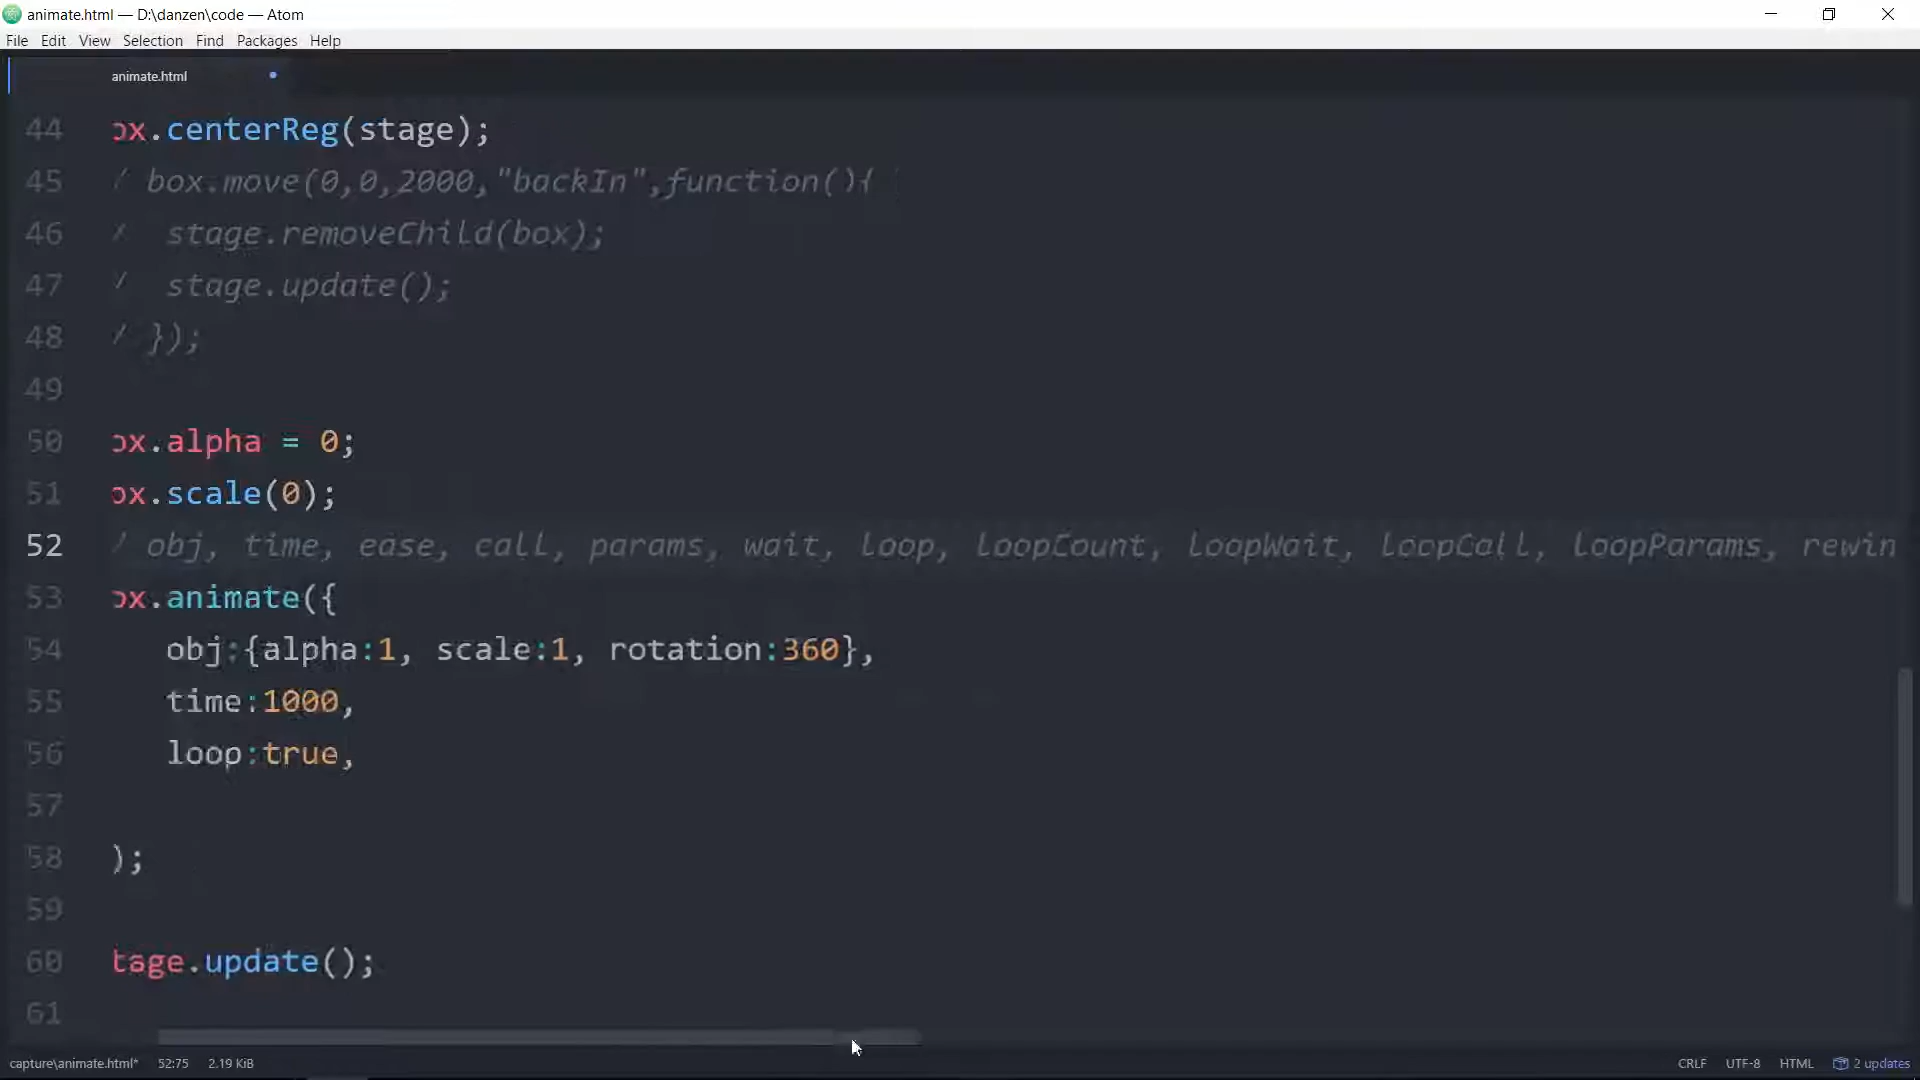 animate.html — D:\danzen\code — Atom
File Edit View Selection Find Packages Help
animate.html
44 ox.centerReg(stage);
45 / box.move(0,0,2000,"backIn",function(){
46 /  stage.removeChild(box);
47 /  stage.update();
48 / });
49
50 ox.alpha = 0;
51 ox.scale(0);
52 / obj, time, ease, call, params, wait, loop, loopCount, loopWait, loopCall, loopParams, rewin
53 ox.animate({
54 obj:{alpha:1, scale:1, rotation:360},
55 time:1000,
56 loop:true,
57
58 );
59
60 tage.update();
61
capture\animate.html* 52:75 2.19 KiB CRLF UTF-8 HTML 2 updates